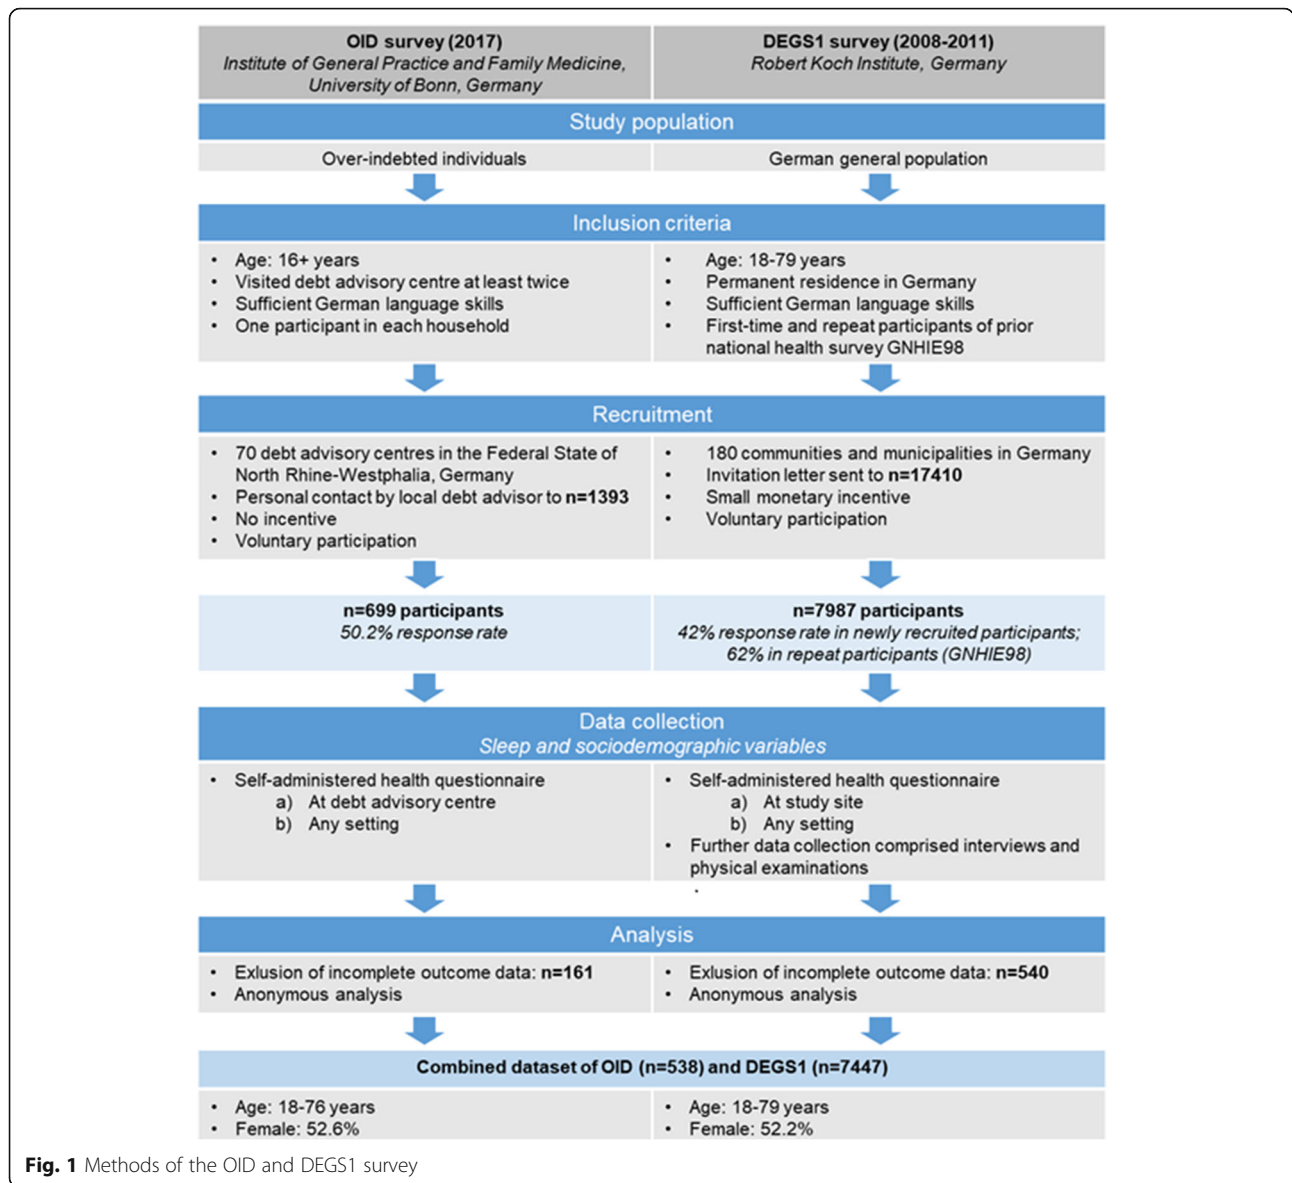 OID survey (2017)
Institute of General Practice and Family Medicine,
University of Bonn, Germany
DEGS1 survey (2008-2011)
Robert Koch Institute, Germany
Study population
Over-indebted individuals
German general population
Inclusion criteria
• Age: 16+ years
• Visited debt advisory centre at least twice
• Sufficient German language skills
• One participant in each household
• Age: 18-79 years
• Permanent residence in Germany
• Sufficient German language skills
• First-time and repeat participants of prior
national health survey GNHIE98
Recruitment
• 70 debt advisory centres in the Federal State of
North Rhine-Westphalia, Germany
• Personal contact by local debt advisor to n=1393
• No incentive
• Voluntary participation
• 180 communities and municipalities in Germany
• Invitation letter sent to n=17410
• Small monetary incentive
• Voluntary participation
n=699 participants
50.2% response rate
n=7987 participants
42% response rate in newly recruited participants;
62% in repeat participants (GNHIE98)
Data collection
Sleep and sociodemographic variables
• Self-administered health questionnaire
a) At debt advisory centre
b) Any setting
• Self-administered health questionnaire
a) At study site
b) Any setting
• Further data collection comprised interviews and
physical examinations
.
Analysis
• Exlusion of incomplete outcome data: n=161
• Anonymous analysis
• Exlusion of incomplete outcome data: n=540
• Anonymous analysis
Combined dataset of OID (n=538) and DEGS1 (n=7447)
• Age: 18-76 years
• Female: 52.6%
• Age: 18-79 years
• Female: 52.2%
Fig. 1 Methods of the OID and DEGS1 survey